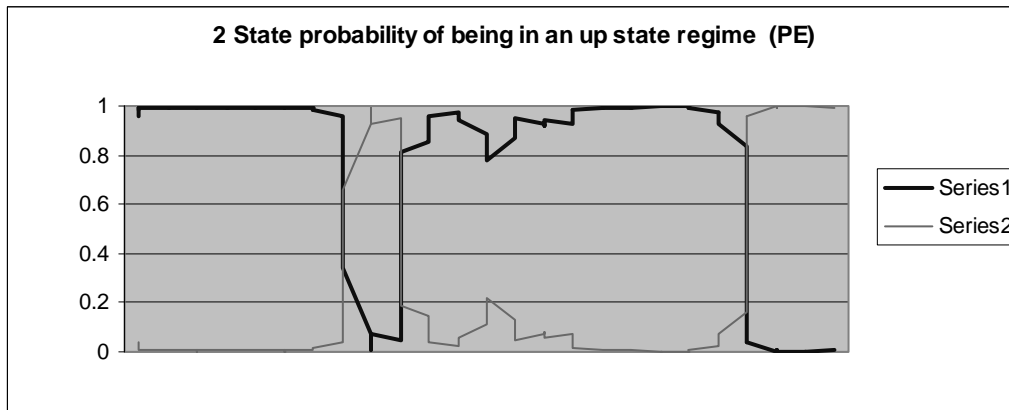 2 State probability of being in an up state regime (PE)
1
0.8
0.6
0.4
0.2
0
Series1
Series2